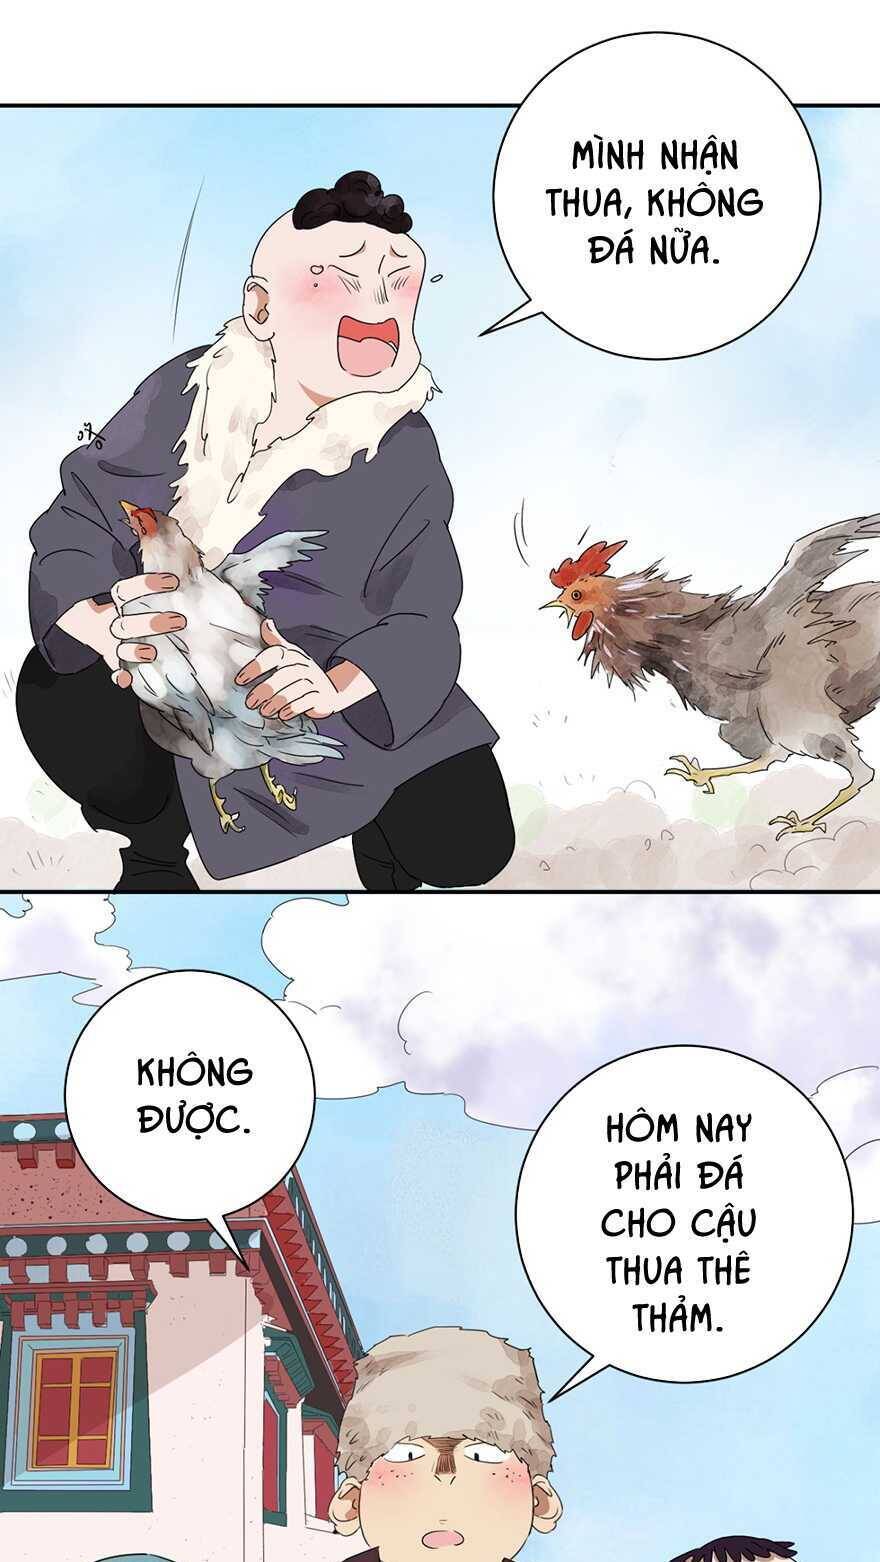 MÌNH NHẬN
THUA, KHÔNG
ĐÁ NỮA.
KHÔNG
ĐƯỢC.
HÔM NAY
PHẢI ĐÁ
CHO CẬU
THUA THÊ
THẢM.